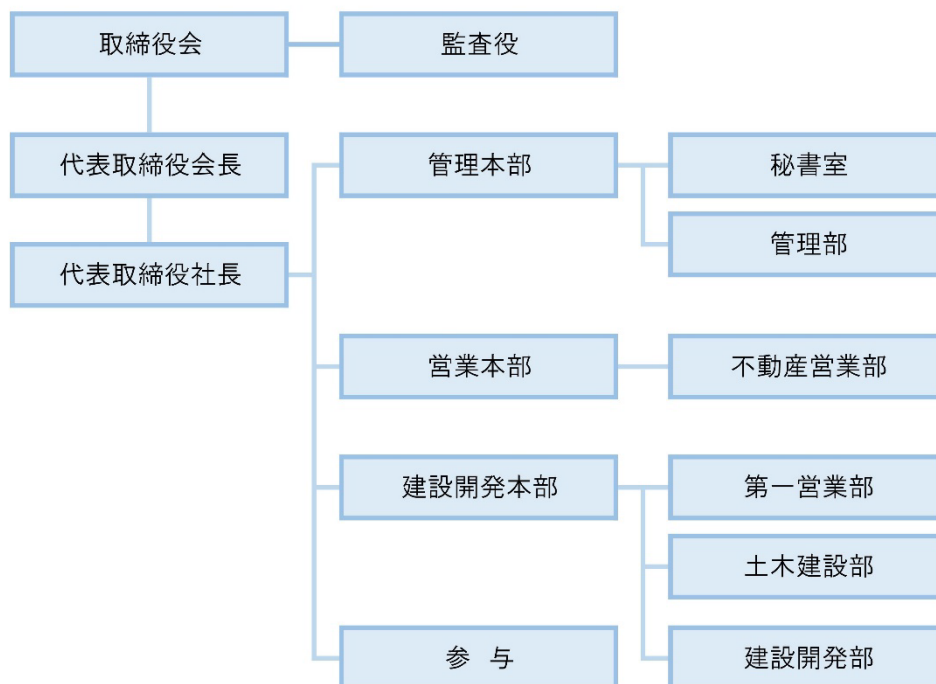 取締役会
監査役
代表取締役会長
管理本部
秘書室
管理部
代表取締役社長
営業本部
不動産営業部
建設開発本部
第一営業部
土木建設部
参 与
建設開発部